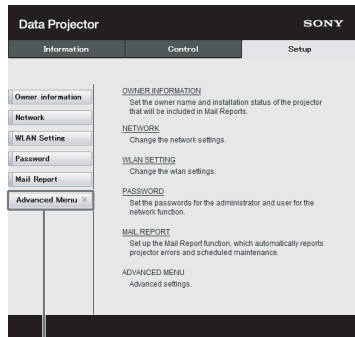 Data Projector
SONY
Information
Control
Setup
Owner information
Network
WLAN Setting
Password
Mail Report
Advanced Menu
OWNER INFORMATION
Set the owner name and installation status of the projector
that will be included in Mail Reports.
NETWORK
Change the network settings.
WLAN SETTING
Change the wlan settings.
PASSWORD
Set the passwords for the administrator and user for the
network function.
MAIL REPORT
Set up the Mail Report function, which automatically reports
projector errors and scheduled maintenance.
ADVANCED MENU
Advanced settings.